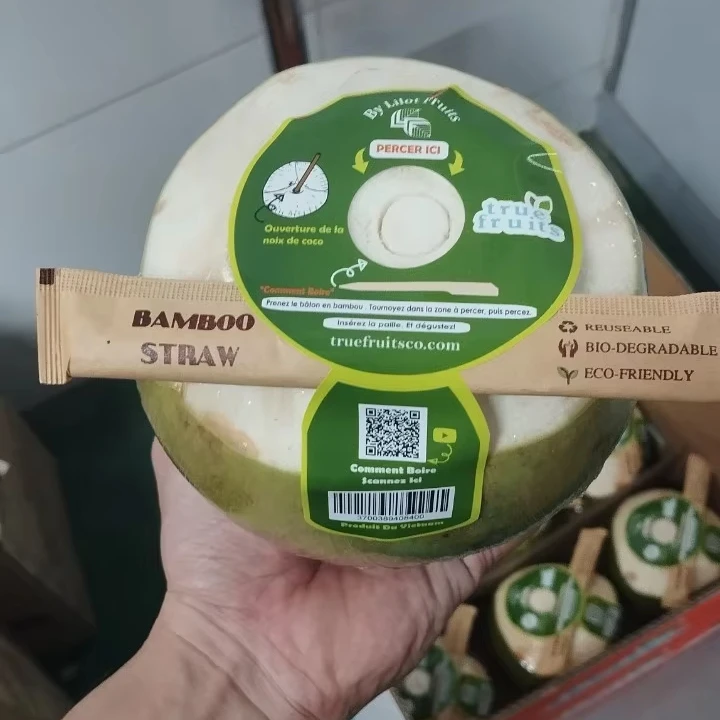 By Lilot Fruits
PERCER ICI
true
fruits
Ouverture de la
noix de coco
"Comment Boire"
Prenez le bâton en bambou . Tournoyez dans la zone à percer, puis percez.
Insérez la paille. Et dégustez!
truefruitsco.com
BAMBOO
STRAW
REUSEABLE
BIO-DEGRADABLE
ECO-FRIENDLY
Comment Boire
Scannez Ici
3700380408400
Produit Du Vietnam